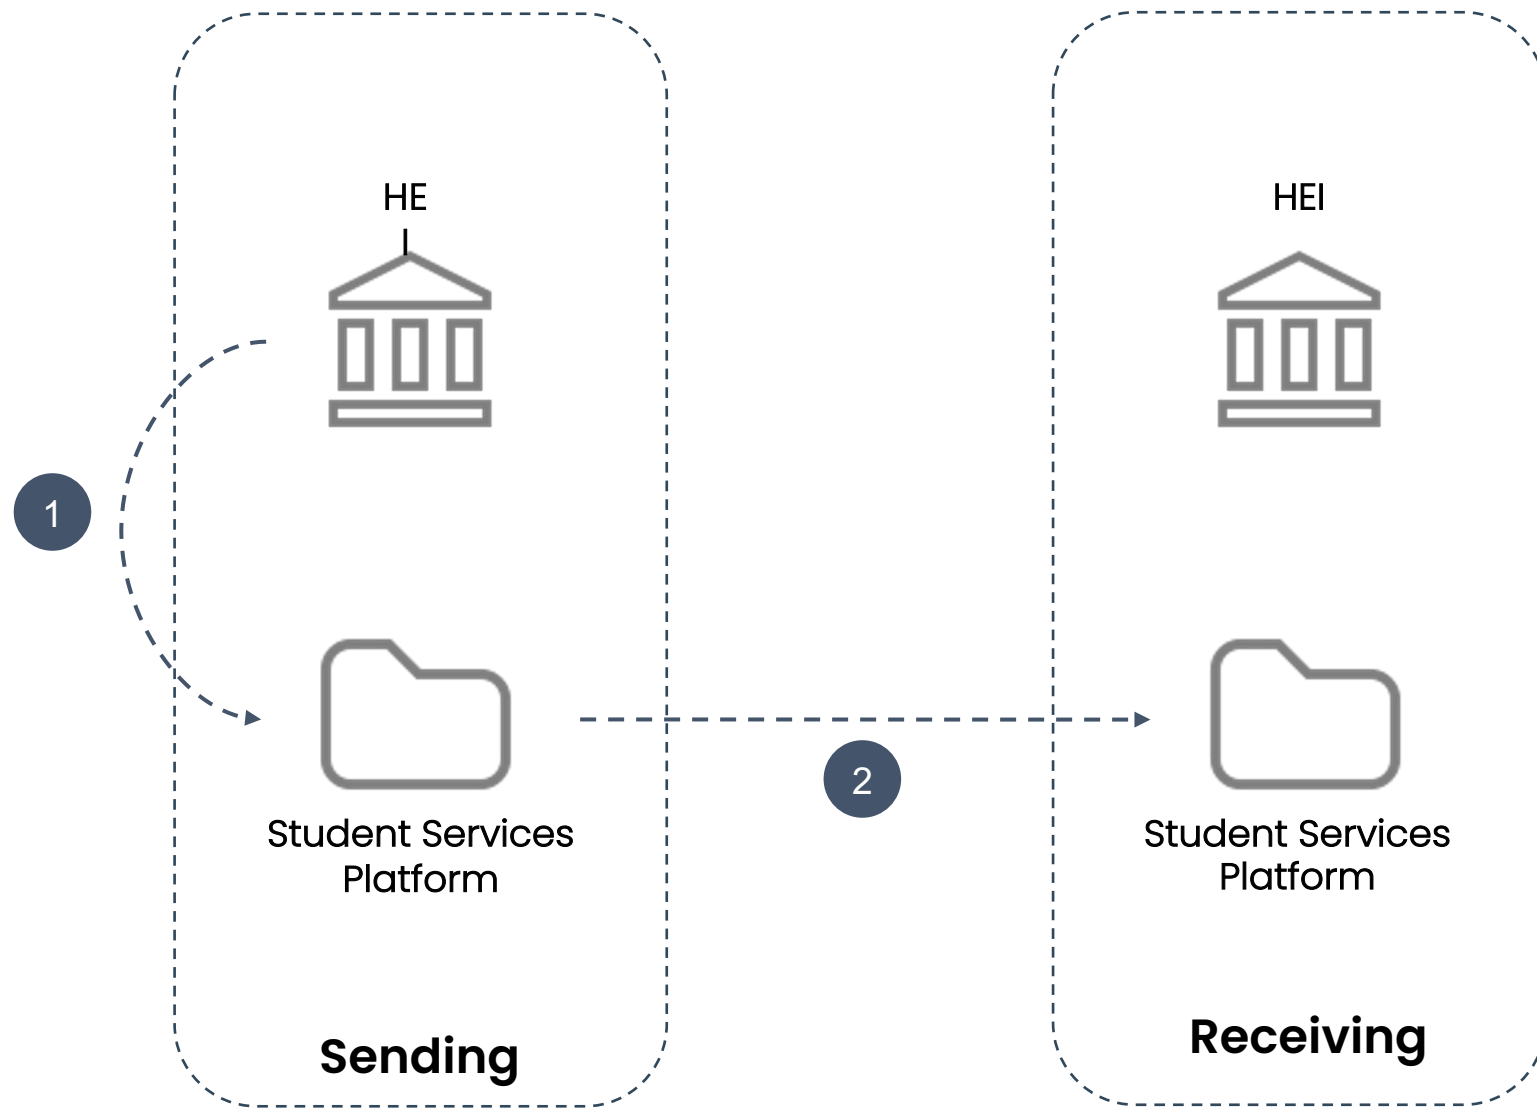 HE
I
HEI
1
2
Student Services
Platform
Student Services
Platform
Sending
Receiving